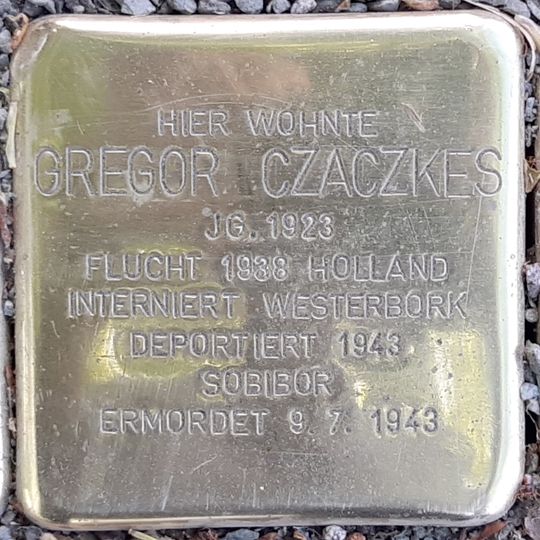 HIER WOHNTE
GREGOR CZACZKES
JG. 1923
FLUCHT 1938 HOLLAND
INTERNIERT WESTERBORK
DEPORTIERT 1943
SOBIBOR
ERMORDET 9. 7. 1943